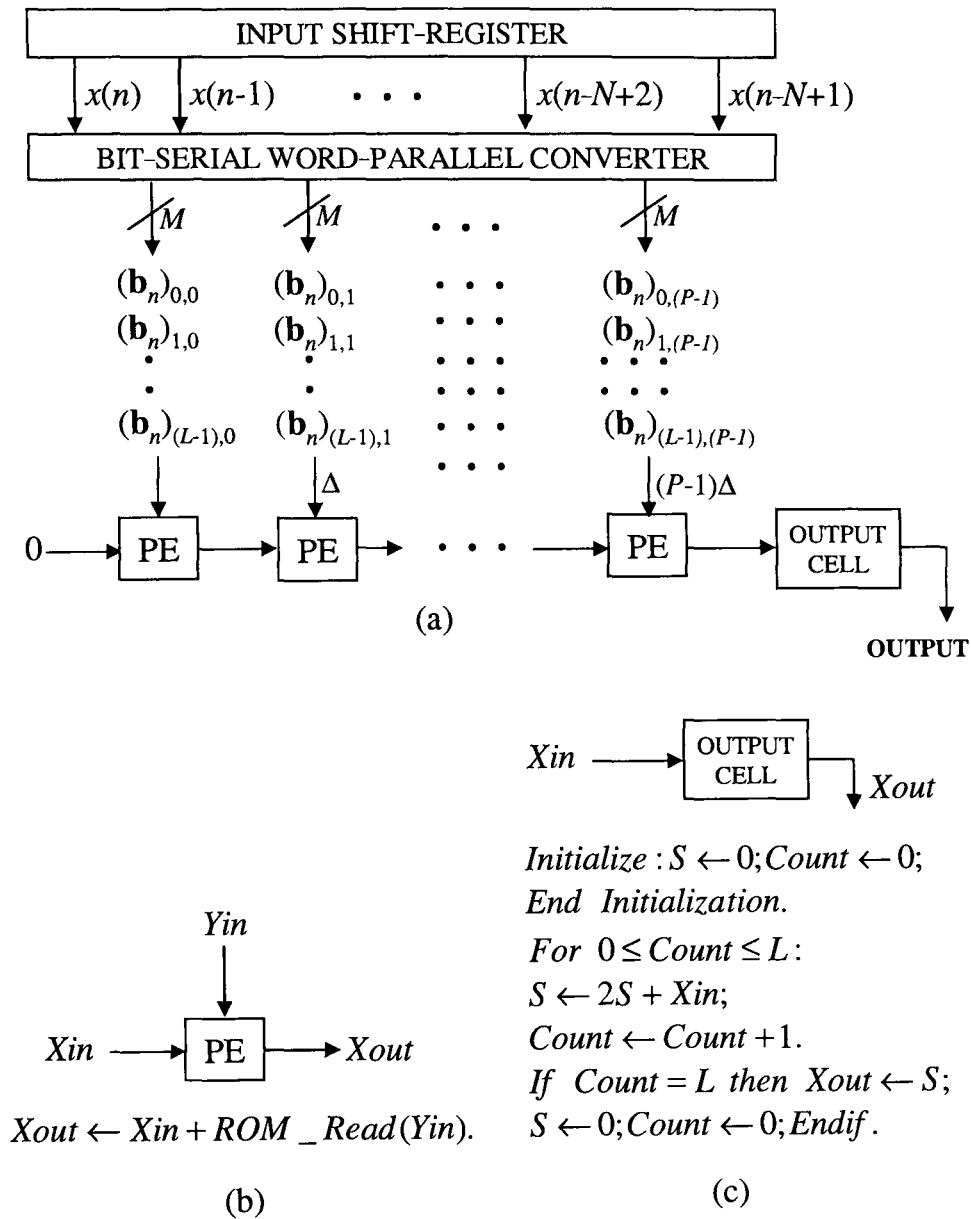 INPUT SHIFT-REGISTER
x(n) x(n-1) • • • x(n-N+2) x(n-N+1)
BIT-SERIAL WORD-PARALLEL CONVERTER
M M • • • M
(b_n)_{0,0} (b_n)_{0,1} • • • (b_n)_{0,(P-1)}
(b_n)_{1,0} (b_n)_{1,1} • • • (b_n)_{1,(P-1)}
• • • • • • • •
• • • • • • • •
(b_n)_{(L-1),0} (b_n)_{(L-1),1} • • • (b_n)_{(L-1),(P-1)}
Δ • • • (P-1)Δ
0 PE PE • • • PE OUTPUT CELL
(a)
OUTPUT
Xin OUTPUT CELL Xout
Initialize : S ← 0; Count ← 0;
End Initialization.
For 0 ≤ Count ≤ L :
S ← 2S + Xin;
Count ← Count + 1.
If Count = L then Xout ← S;
S ← 0; Count ← 0; Endif.
(c)
Yin
Xin PE Xout
Xout ← Xin + ROM _ Read(Yin).
(b)